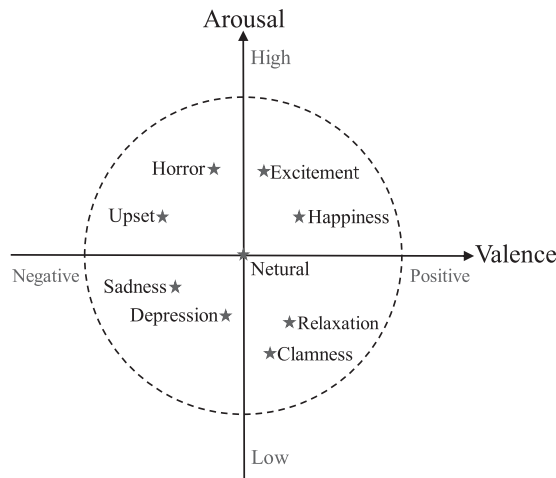 Arousal
High
Horror
Excitement
Upset
Happiness
Valence
Negative
Netural
Positive
Sadness
Depression
Relaxation
Clamness
Low